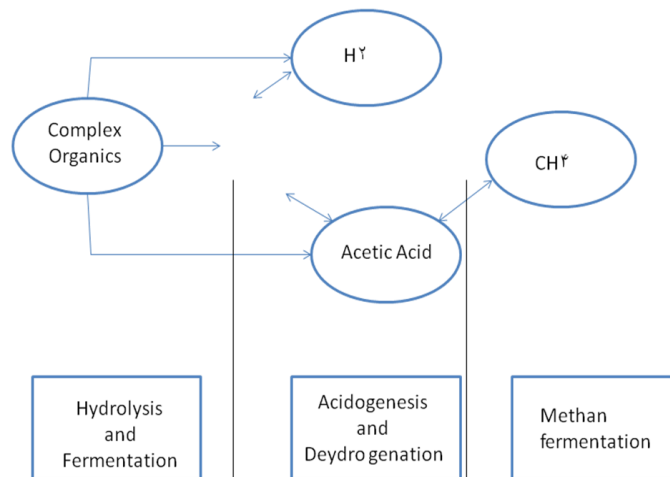 H۲
Complex
Organics
CH۴
Acetic Acid
Hydrolysis
and
Fermentation
Acidogenesis
and
Deydro genation
Methan
fermentation